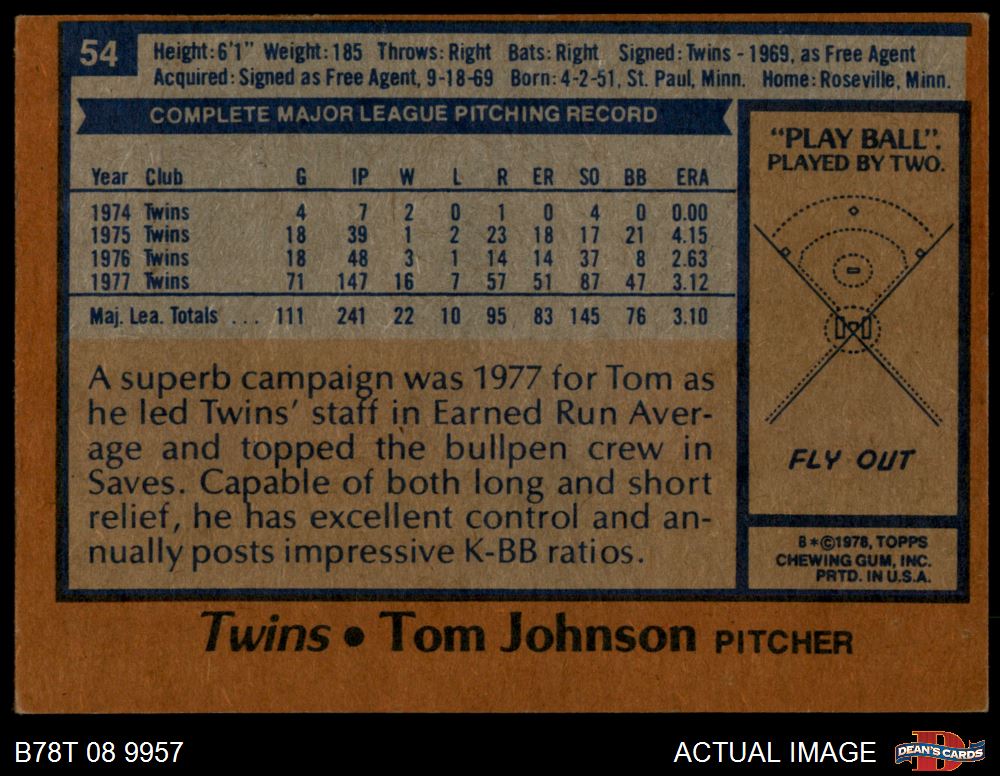 54
Height: 6'1" Weight: 185 Throws: Right Bats: Right Signed: Twins - 1969, as Free Agent
Acquired: Signed as Free Agent, 9-18-69 Born: 4-2-51, St. Paul, Minn. Home: Roseville, Minn.
COMPLETE MAJOR LEAGUE PITCHING RECORD
Year Club G IP W L R ER SO BB ERA
1974 Twins 4 7 2 0 1 0 4 0 0.00
1975 Twins 18 39 1 2 23 18 17 21 4.15
1976 Twins 18 48 3 1 14 14 37 8 2.63
1977 Twins 71 147 16 7 57 51 87 47 3.12
Maj. Lea. Totals ... 111 241 22 10 95 83 145 76 3.10
A superb campaign was 1977 for Tom as
he led Twins' staff in Earned Run Aver-
age and topped the bullpen crew in
Saves. Capable of both long and short
relief, he has excellent control and an-
nually posts impressive K-BB ratios.
"PLAY BALL".
PLAYED BY TWO.
FLY OUT
B*©1978, TOPPS
CHEWING GUM, INC.
PRTD. IN U.S.A.
Twins • Tom Johnson PITCHER
B78T 08 9957
ACTUAL IMAGE
DEAN'S CARDS